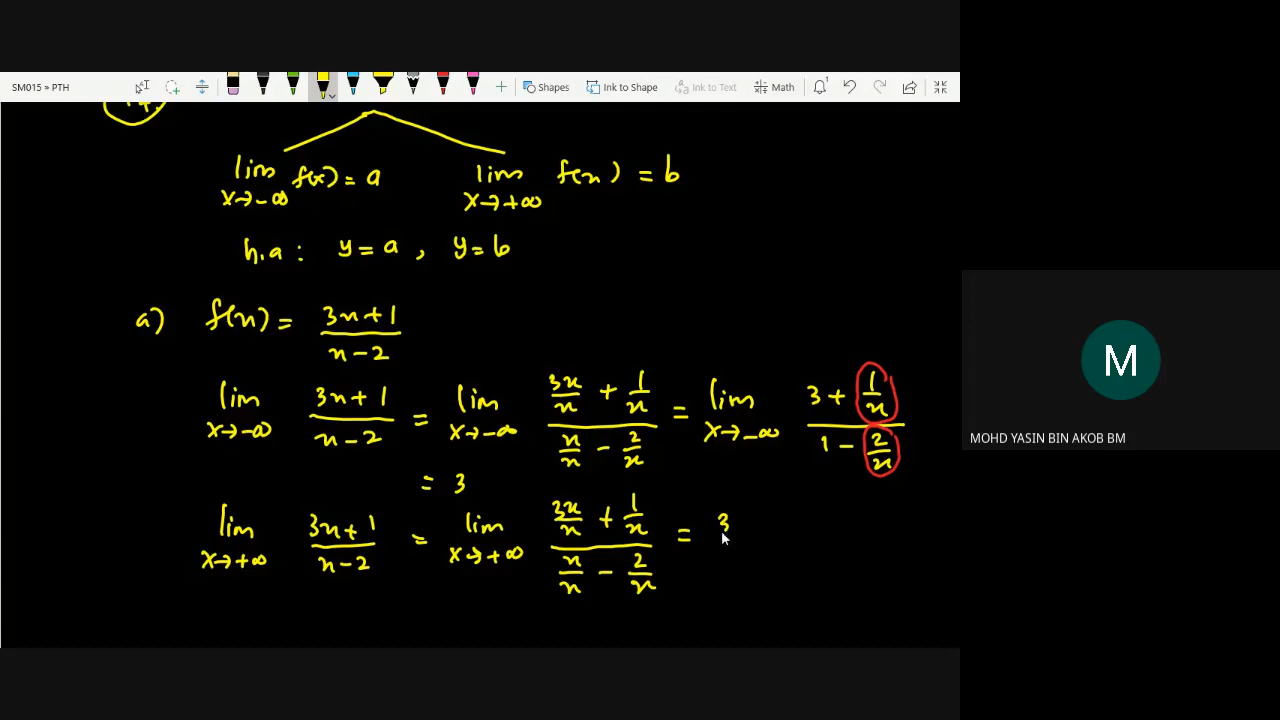 SM015 » PTH Shapes Ink to Shape Ink to Text Math
lim x→-∞ f(x) = a lim x→+∞ f(x) = b
h.a : y = a , y = b
a) f(x) = (3x+1)/(x-2)
lim x→-∞ (3x+1)/(x-2) = lim x→-∞ (3x/x + 1/x)/(x/x - 2/x) = lim x→-∞ (3 + 1/x)/(1 - 2/x)
= 3
lim x→+∞ (3x+1)/(x-2) = lim x→+∞ (3x/x + 1/x)/(x/x - 2/x) = 3
M
MOHD YASIN BIN AKOB BM